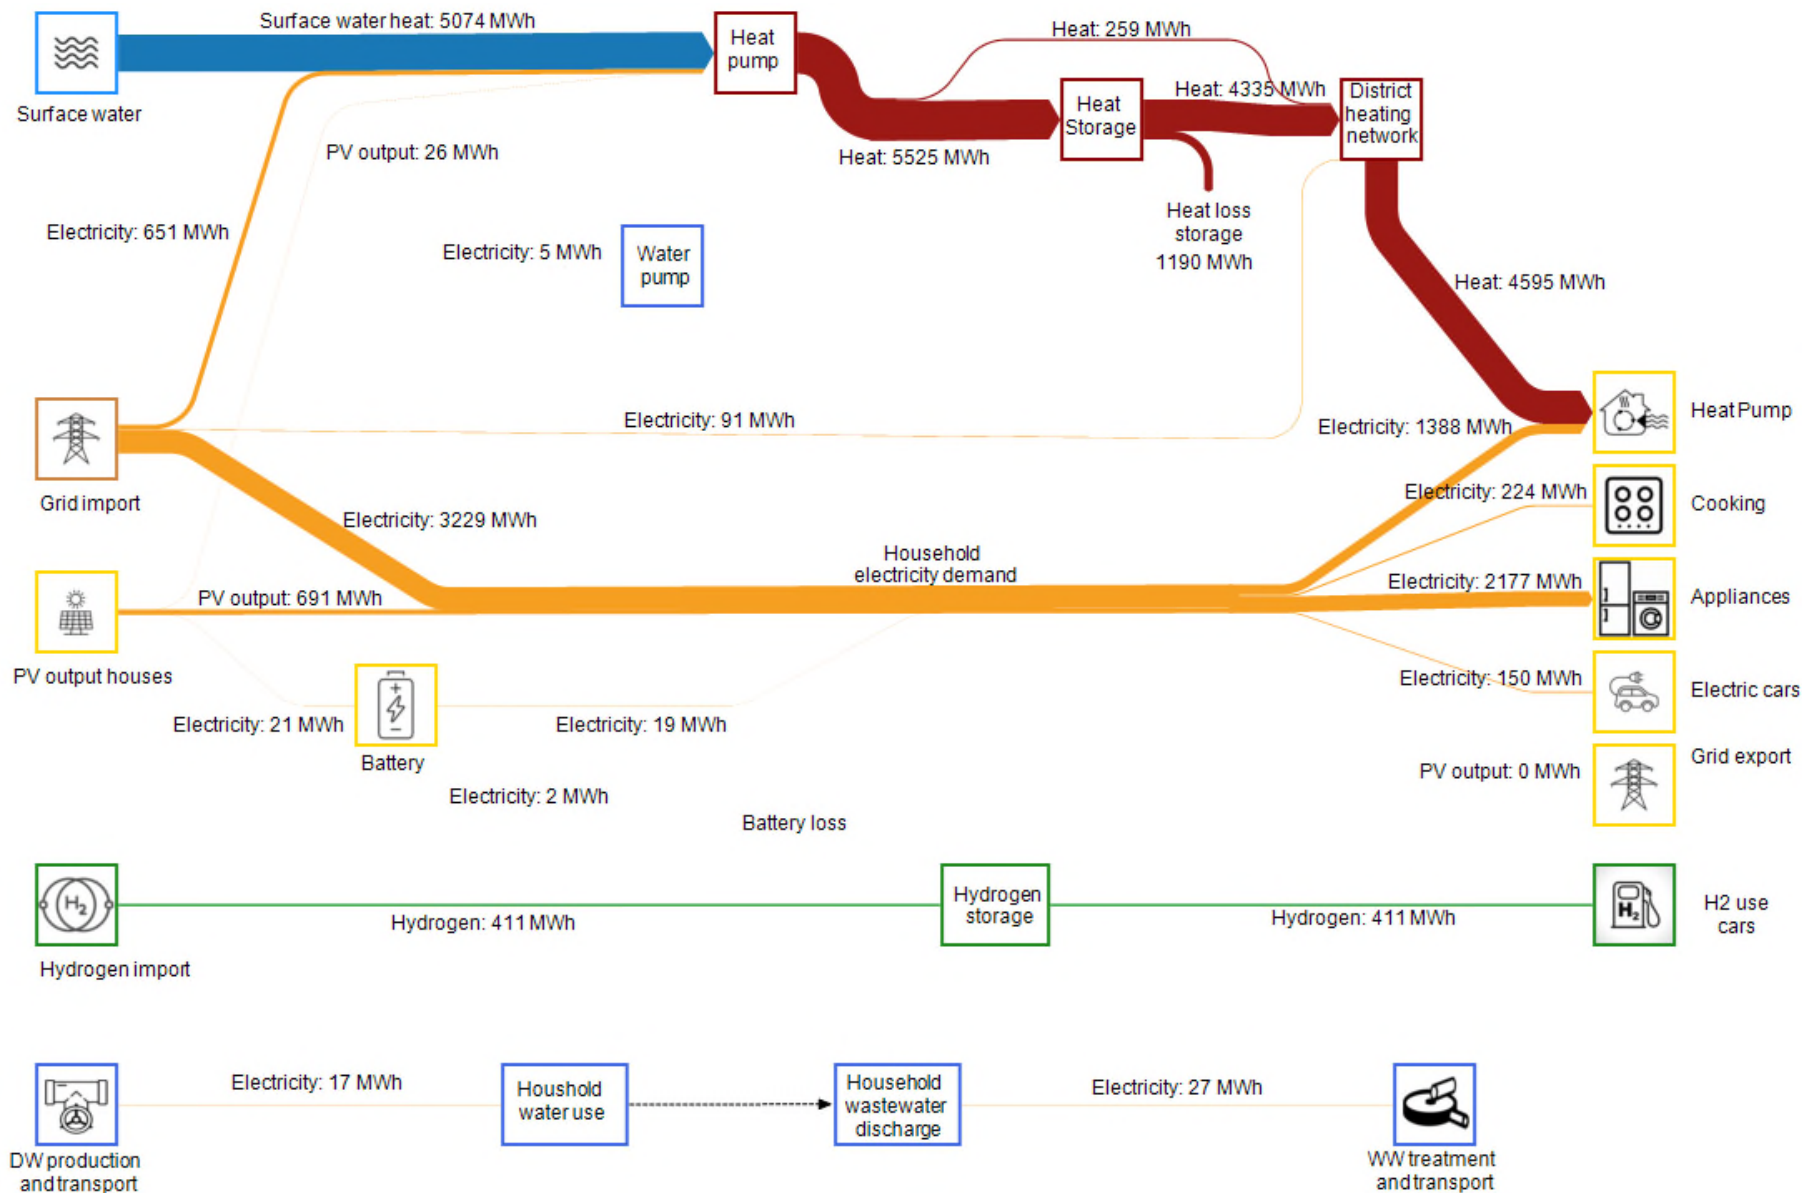 Surface water heat: 5074 MWh
Heat
pump
Heat: 259 MWh
Surface water
Heat
Storage
Heat: 4335 MWh
District
heating
network
PV output: 26 MWh
Heat: 5525 MWh
Electricity: 651 MWh
Electricity: 5 MWh
Water
pump
Heat loss
storage
1190 MWh
Heat: 4595 MWh
Electricity: 91 MWh
Electricity: 1388 MWh
Heat Pump
Grid import
Electricity: 3229 MWh
Electricity: 224 MWh
Cooking
Household
electricity demand
PV output: 691 MWh
Electricity: 2177 MWh
Appliances
PV output houses
Electricity: 21 MWh
Battery
Electricity: 19 MWh
Electricity: 150 MWh
Electric cars
Electricity: 2 MWh
Battery loss
PV output: 0 MWh
Grid export
H2
Hydrogen import
Hydrogen: 411 MWh
Hydrogen
storage
Hydrogen: 411 MWh
H2
H2 use
cars
DW production
and transport
Electricity: 17 MWh
Houshold
water use
Household
wastewater
discharge
Electricity: 27 MWh
WW treatment
and transport